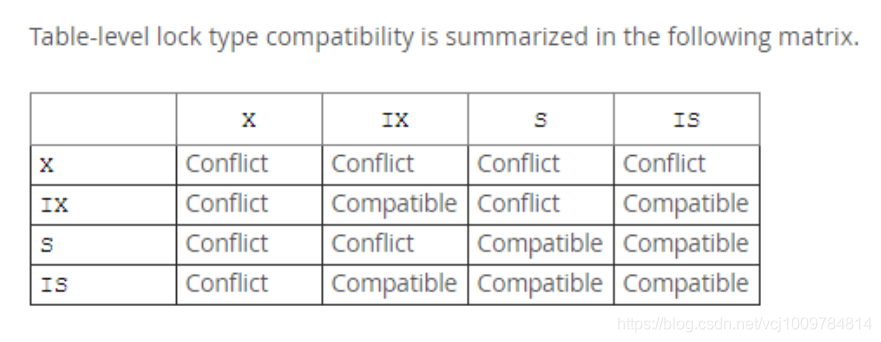 Table-level lock type compatibility is summarized in the following matrix.
X IX S IS
X Conflict Conflict Conflict Conflict
IX Conflict Compatible Conflict Compatible
S Conflict Conflict Compatible Compatible
IS Conflict Compatible Compatible Compatible
https://blog.csdn.net/vcj1009784814